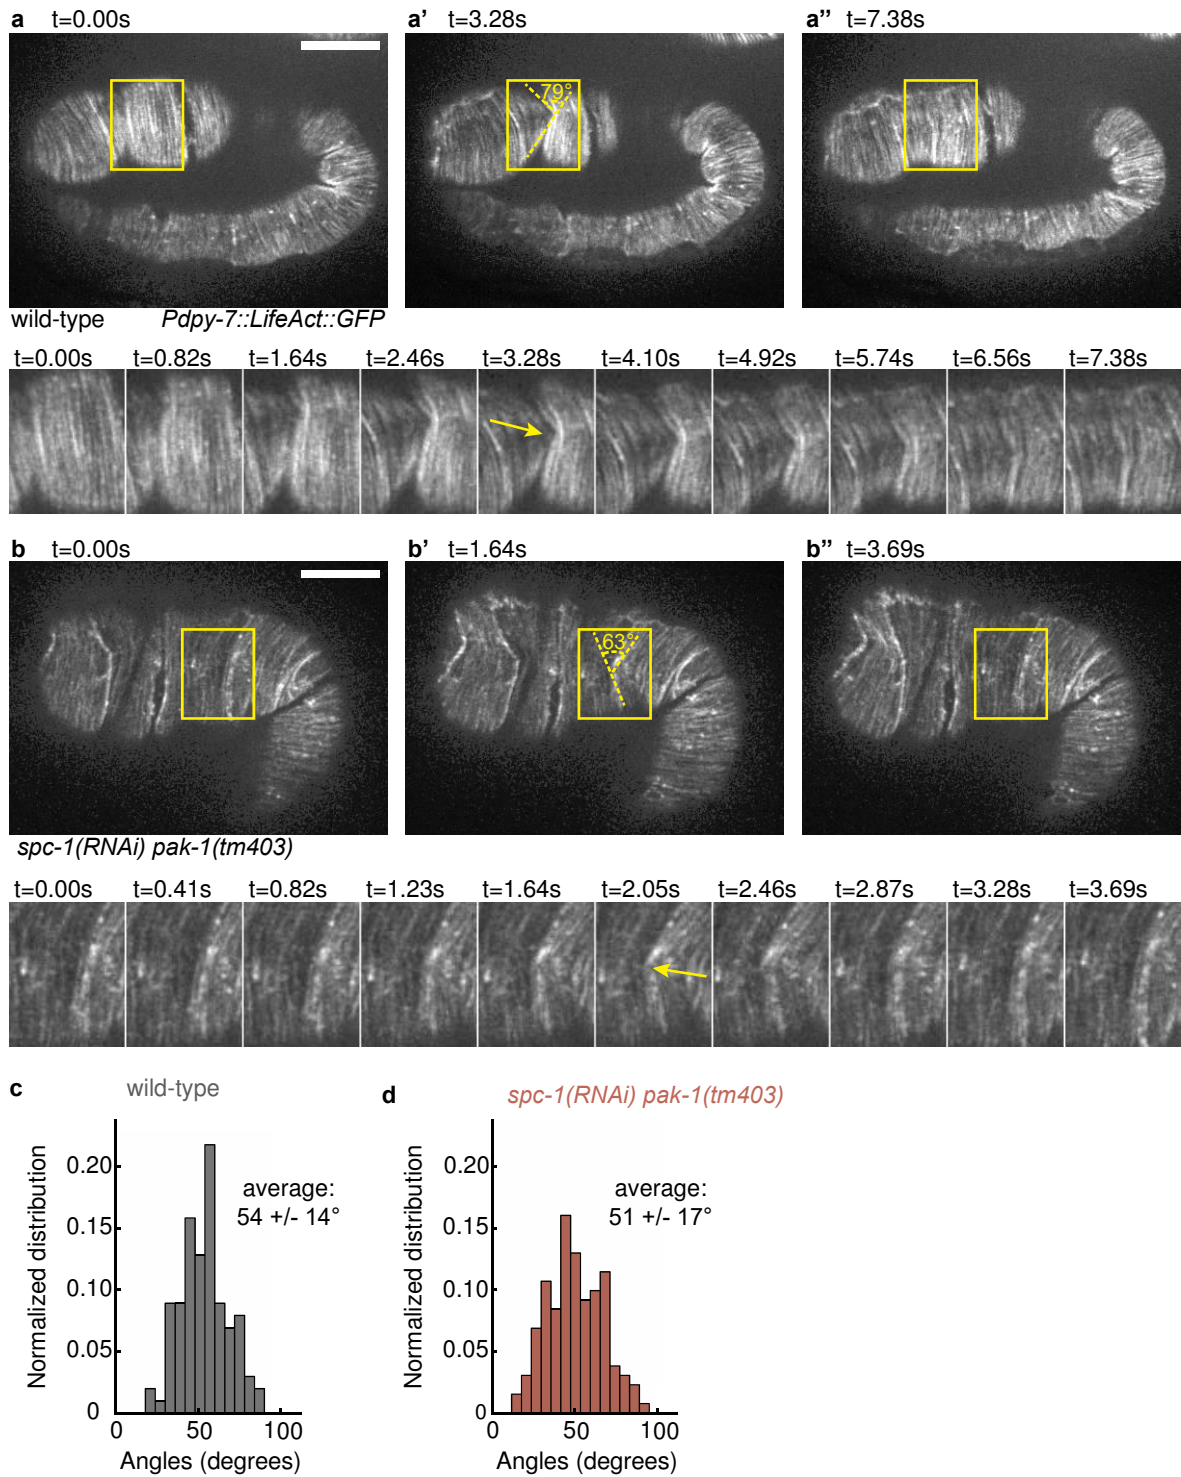 a t=0.00s a' t=3.28s a" t=7.38s
79°
wild-type Pdpy-7::LifeAct::GFP
t=0.00s t=0.82s t=1.64s t=2.46s t=3.28s t=4.10s t=4.92s t=5.74s t=6.56s t=7.38s
b t=0.00s b' t=1.64s b" t=3.69s
63°
spc-1(RNAi) pak-1(tm403)
t=0.00s t=0.41s t=0.82s t=1.23s t=1.64s t=2.05s t=2.46s t=2.87s t=3.28s t=3.69s
c wild-type
Normalized distribution
0.20
0.15
0.10
0.05
0
average:
54 +/- 14°
0 50 100
Angles (degrees)
d spc-1(RNAi) pak-1(tm403)
Normalized distribution
0.20
0.15
0.10
0.05
0
average:
51 +/- 17°
0 50 100
Angles (degrees)